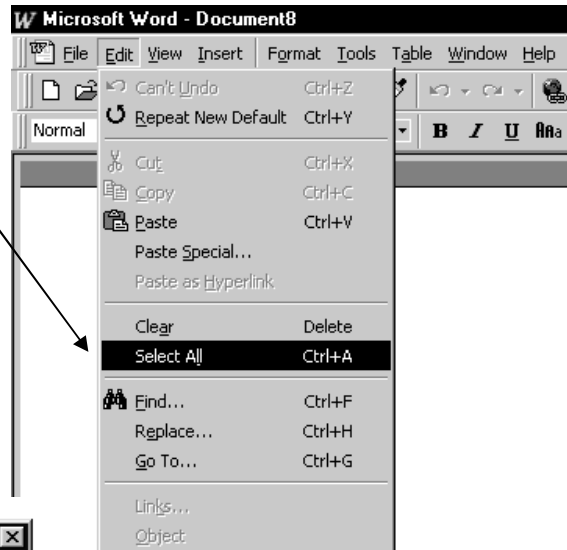 W Microsoft Word - Document8
File Edit View Insert Format Tools Table Window Help
Can't Undo Ctrl+Z
Repeat New Default Ctrl+Y
Normal B I U AAa
Cut Ctrl+X
Copy Ctrl+C
Paste Ctrl+V
Paste Special...
Paste as Hyperlink
Clear Delete
Select All Ctrl+A
Find... Ctrl+F
Replace... Ctrl+H
Go To... Ctrl+G
Links...
Object